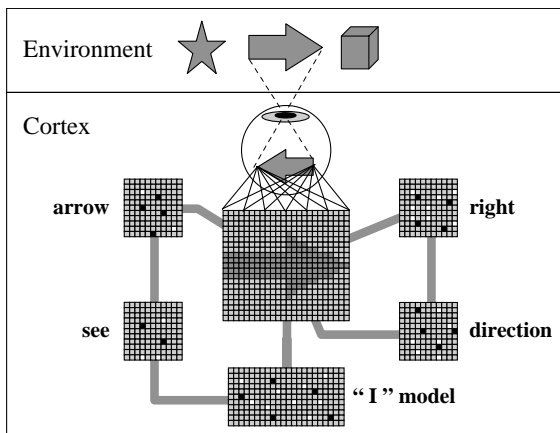 Environment
Cortex
arrow
right
see
direction
“ I ” model